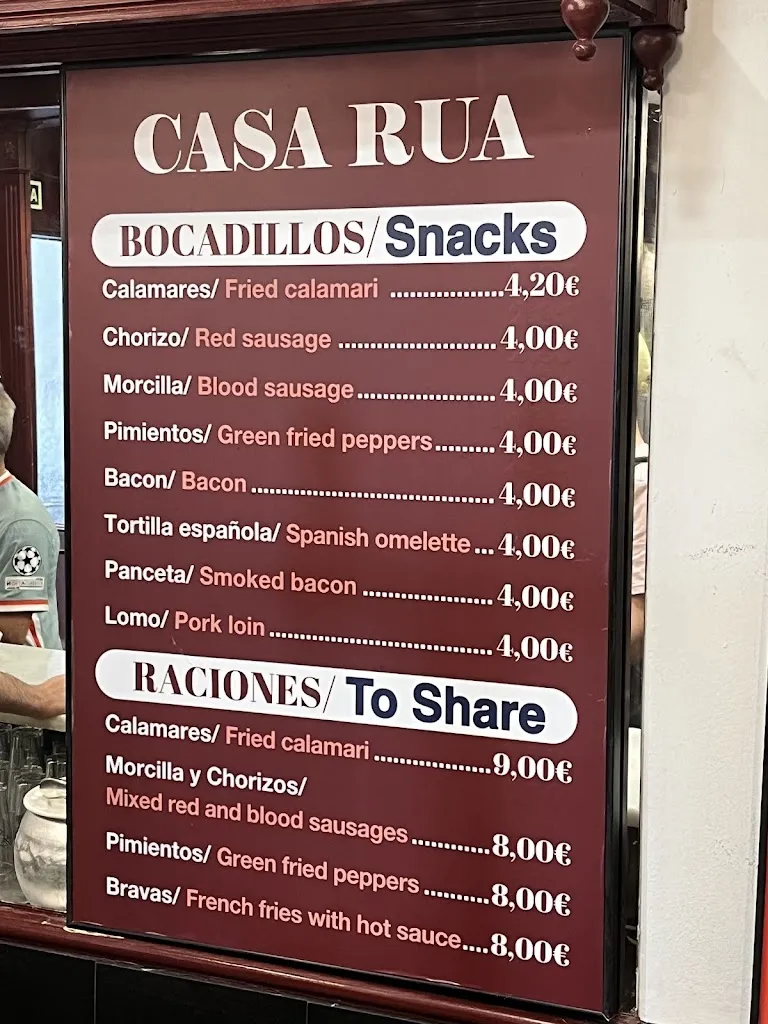 CASA RUA
BOCADILLOS/Snacks
Calamares/ Fried calamari ..................4,20€
Chorizo/ Red sausage .........................4,00€
Morcilla/ Blood sausage......................4,00€
Pimientos/ Green fried peppers.........4,00€
Bacon/ Bacon .......................................4,00€
Tortilla española/ Spanish omelette...4,00€
Panceta/ Smoked bacon .....................4,00€
Lomo/ Pork loin ....................................4,00€
RACIONES/ To Share
Calamares/ Fried calamari ..................9,00€
Morcilla y Chorizos/
Mixed red and blood sausages ............8,00€
Pimientos/ Green fried peppers ..........8,00€
Bravas/ French fries with hot sauce....8,00€